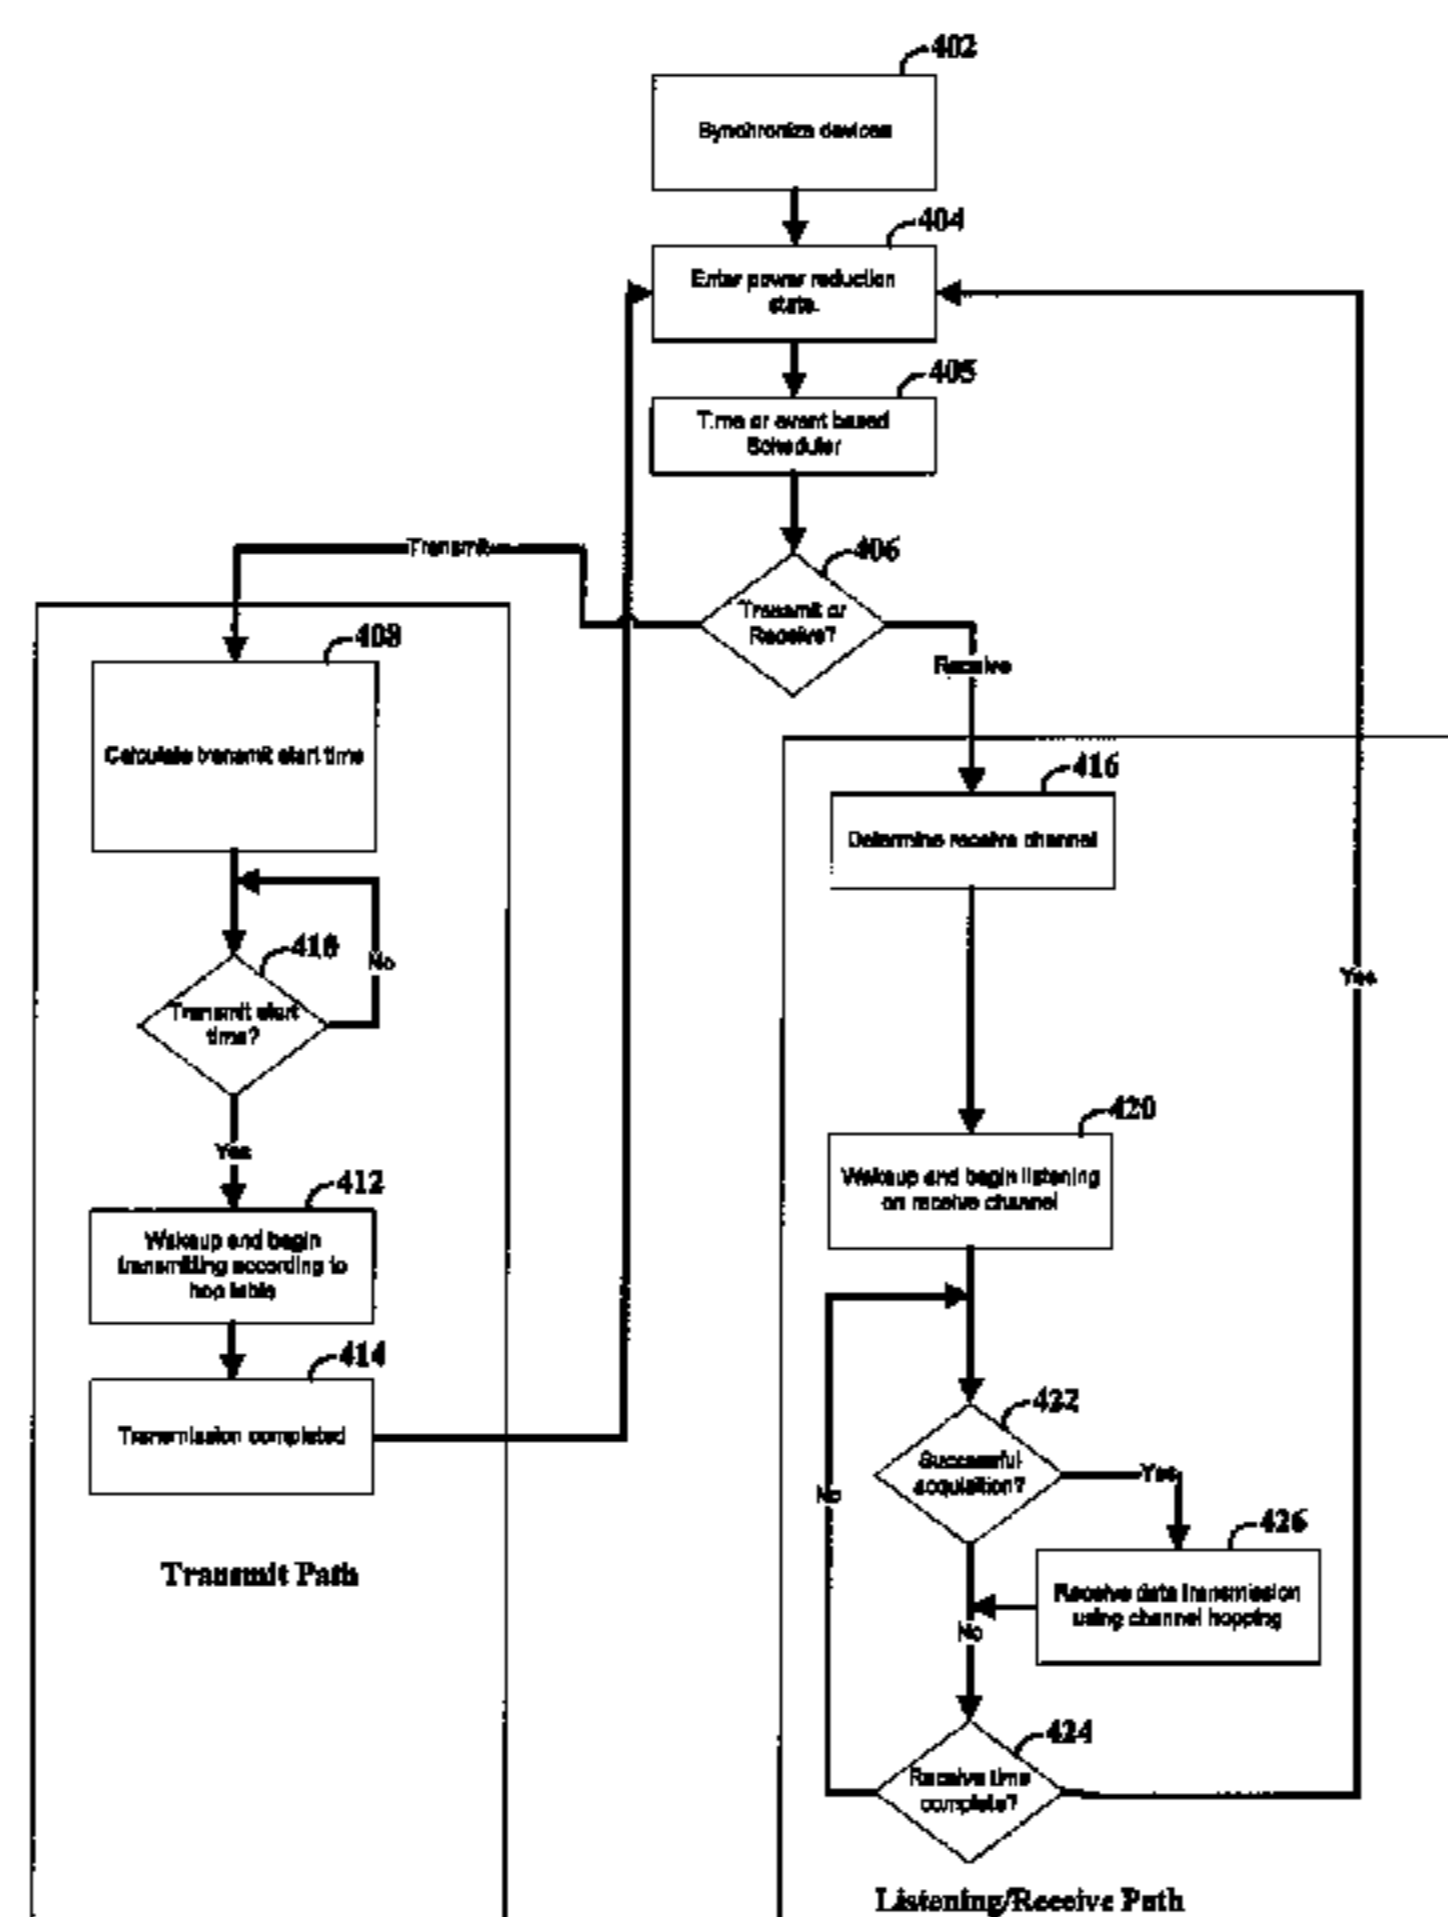 402
Synchronize devices
404
Enter power reduction
state.
405
Time or event based
Scheduler
406
Transmit or
Receive?
Transmit
Receive
408
Calculate transmit start time
410
Transmit start
time?
No
Yes
412
Wakeup and begin
transmitting according to
hop table
414
Transmission completed
Transmit Path
416
Determine receive channel
420
Wakeup and begin listening
on receive channel
422
Successful
acquisition?
Yes
No
426
Receive data transmission
using channel hopping
424
Receive time
complete?
No
Yes
Listening/Receive Path